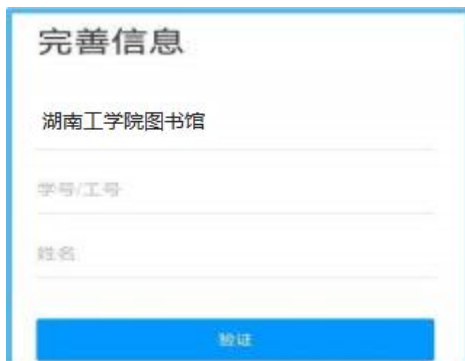 完善信息
湖南工学院图书馆
学号/工号
姓名
验证